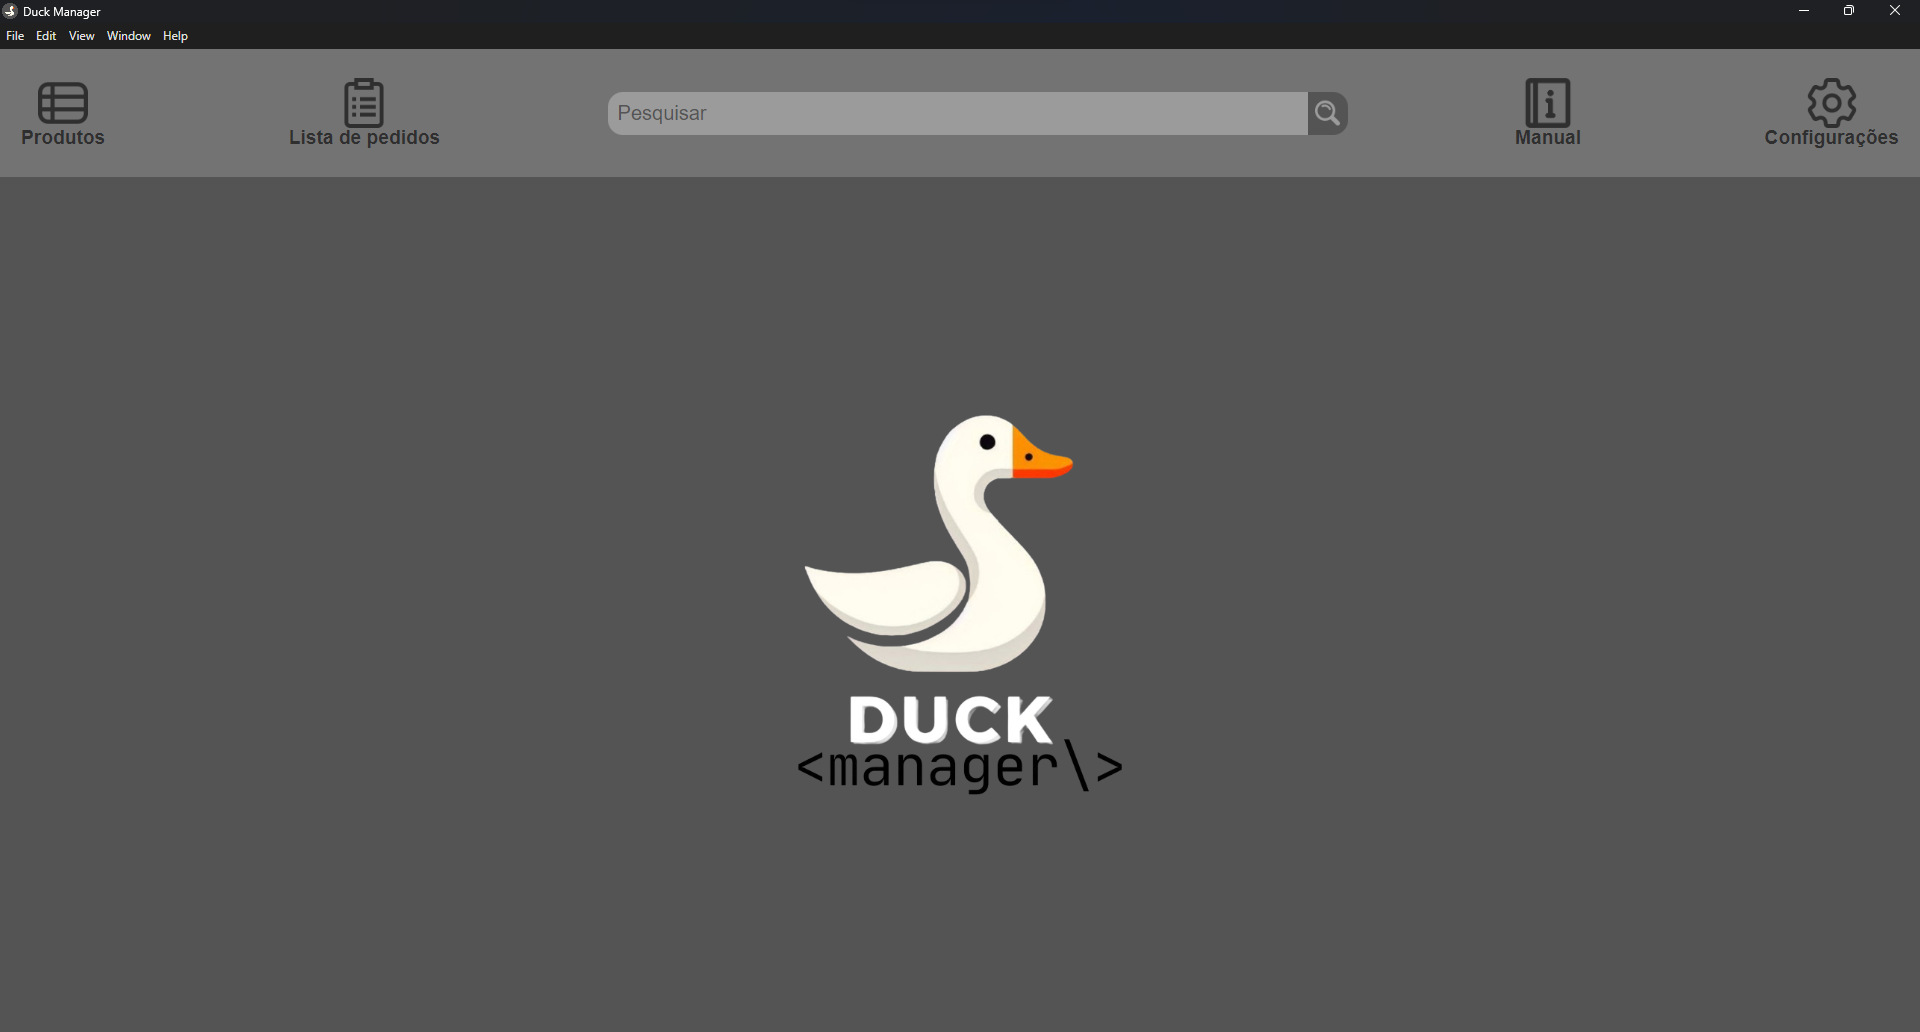 Duck Manager
File Edit View Window Help
Produtos
Lista de pedidos
Pesquisar
Manual
Configurações
DUCK
<manager\>